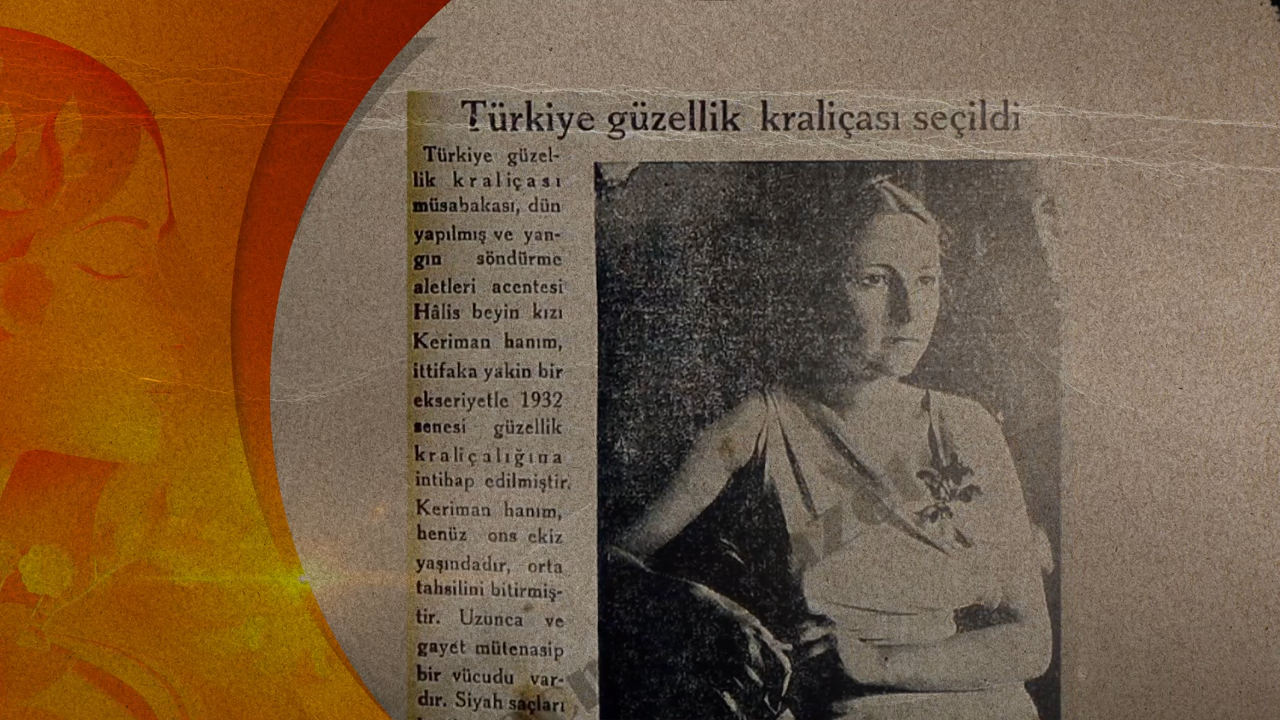 Türkiye güzellik kraliçası seçildi
Türkiye güzel-
lik kraliçası
müsabakası, dün
yapılmış ve yan-
gın söndürme
aletleri acentesi
Hâlis beyin kızı
Keriman hanım,
ittifaka yakin bir
ekseriyetle 1932
senesi güzellik
kraliçalığına
intihap edilmiştir.
Keriman hanım,
henüz ons ekiz
yaşındadır, orta
tahsilini bitirmiş-
tir. Uzunca ve
gayet mütenasip
bir vücudu var-
dır. Siyah saçları